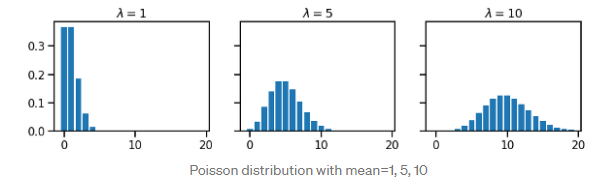 λ = 1
λ = 5
λ = 10
0.3
0.2
0.1
0.0
0 10 20
0 10 20
0 10 20
Poisson distribution with mean=1, 5, 10